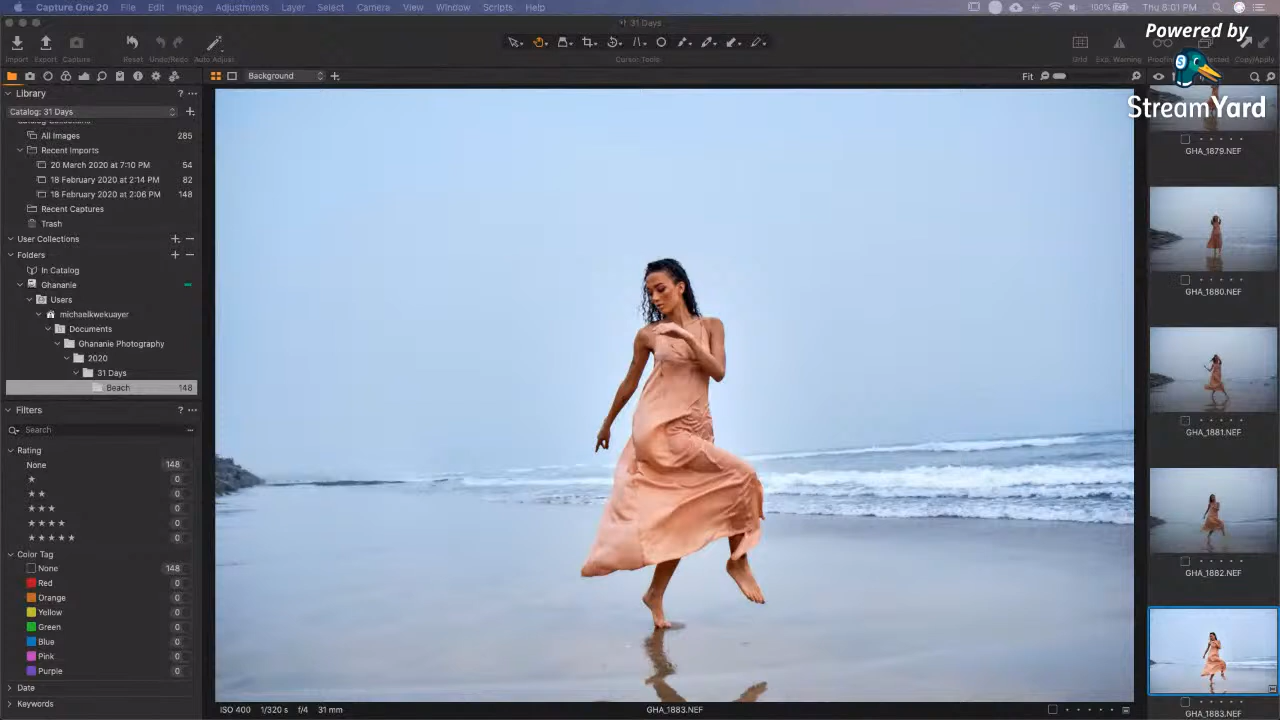 Capture One 20 File Edit Image Adjustments Layer Select Camera View Window Scripts Help 100% Thu 8:01 PM
31 Days
Powered by
StreamYard
Import Export Capture Reset Undo/Redo Auto Adjust Cursor Tools Grid Exp. Warning Copy/Apply
Background Fit
Library ?
Catalog: 31 Days
All Images 285
Recent Imports
20 March 2020 at 7:10 PM 54
18 February 2020 at 2:14 PM 82
18 February 2020 at 2:06 PM 148
Recent Captures
Trash
User Collections
Folders
In Catalog
Ghananie
Users
michaelkwekuayer
Documents
Ghananie Photography
2020
31 Days
Beach 148
Filters ?
Search
Rating
None 148
0
0
0
0
0
Color Tag
None 148
Red 0
Orange 0
Yellow 0
Green 0
Blue 0
Pink 0
Purple 0
Date
Keywords
ISO 400 1/320 s f/4 31 mm
GHA_1883.NEF
GHA_1879.NEF
GHA_1880.NEF
GHA_1881.NEF
GHA_1882.NEF
GHA_1883.NEF